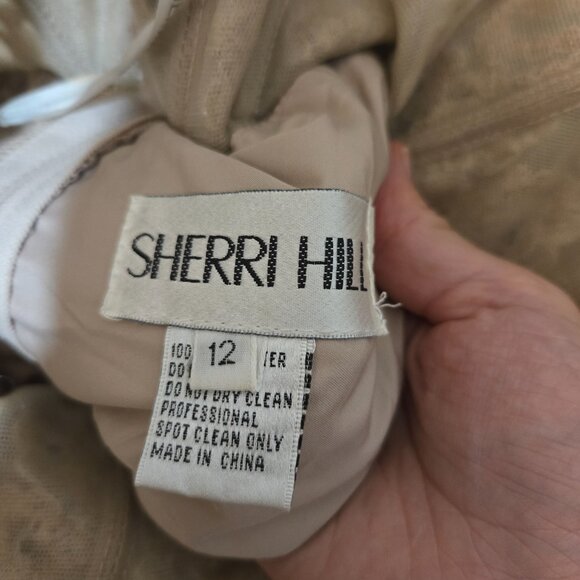 SHERRI HILL
12
100
DO NOT DRY CLEAN
PROFESSIONAL
SPOT CLEAN ONLY
MADE IN CHINA